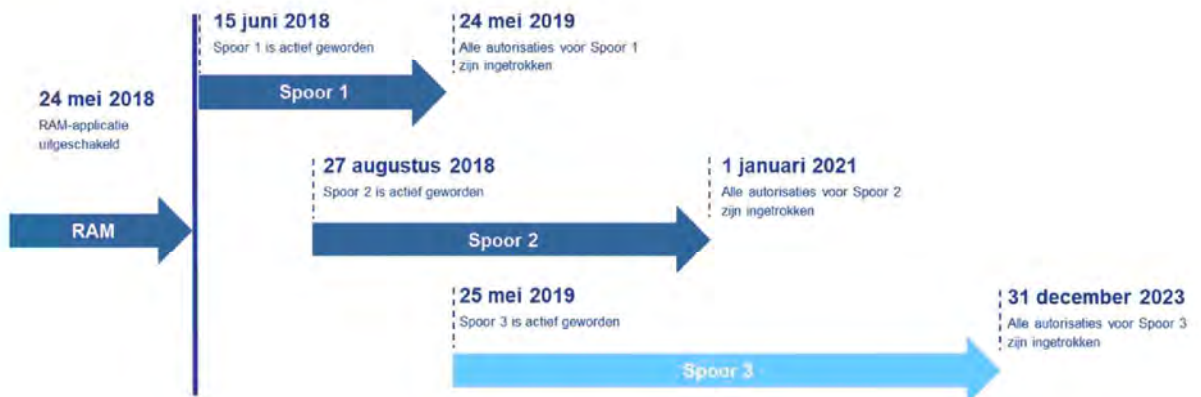 15 juni 2018
Spoor 1 is actief geworden
24 mei 2019
Alle autorisaties voor Spoor 1
zijn ingetrokken
Spoor 1
24 mei 2018
RAM-applicatie
uitgeschakeld
27 augustus 2018
Spoor 2 is actief geworden
1 januari 2021
Alle autorisaties voor Spoor 2
zijn ingetrokken
RAM
Spoor 2
25 mei 2019
Spoor 3 is actief geworden
31 december 2023
Alle autorisaties voor Spoor 3
zijn ingetrokken
Spoor 3